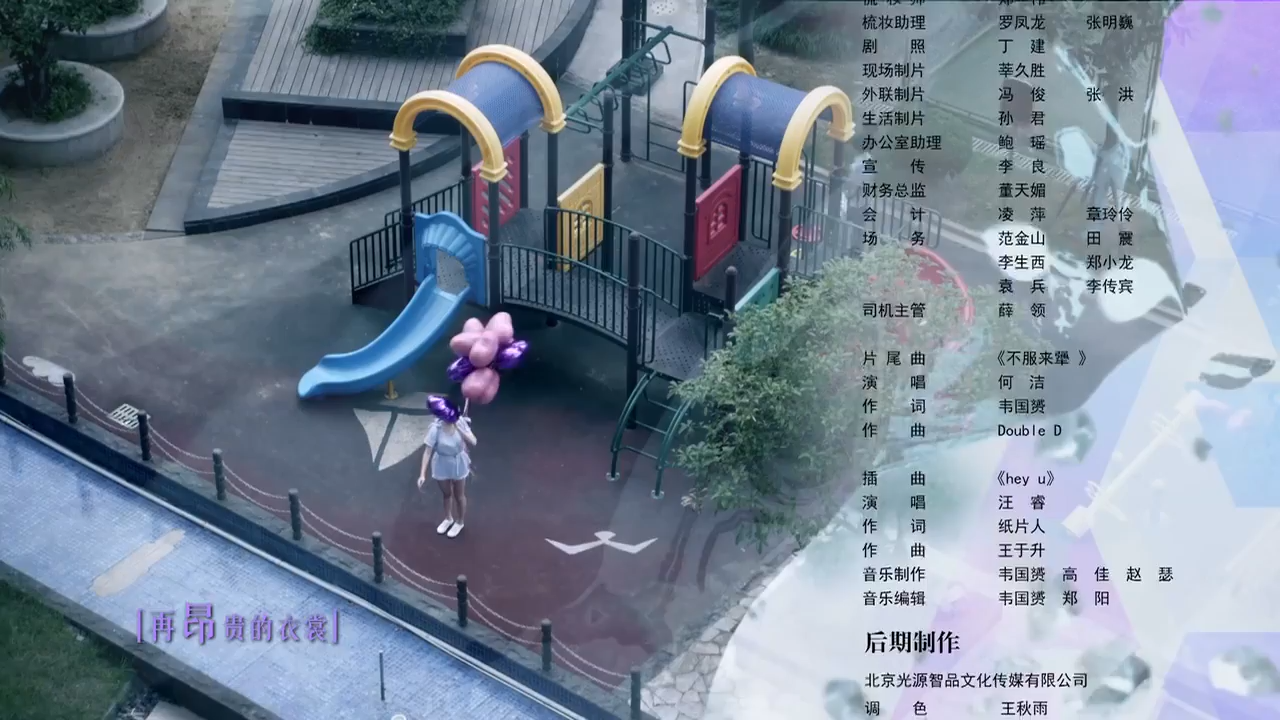 梳妆助理 罗凤龙 张明巍
剧 照 丁 建
现场制片 莘久胜
外联制片 冯 俊 张 洪
生活制片 孙 君
办公室助理 鲍 瑶
宣 传 李 良
财务总监 董天媚
会 计 凌 萍 章玲伶
场 务 范金山 田 震
李生西 郑小龙
袁 兵 李传宾
司机主管 薛 领
片尾曲 《不服来犟 》
演 唱 何 洁
作 词 韦国赟
作 曲 Double D
插 曲 《hey u》
演 唱 汪 睿
作 词 纸片人
作 曲 王于升
音乐制作 韦国赟 高 佳 赵 瑟
音乐编辑 韦国赟 郑 阳
后期制作
北京光源智品文化传媒有限公司
调 色 王秋雨
[再昂贵的衣裳]